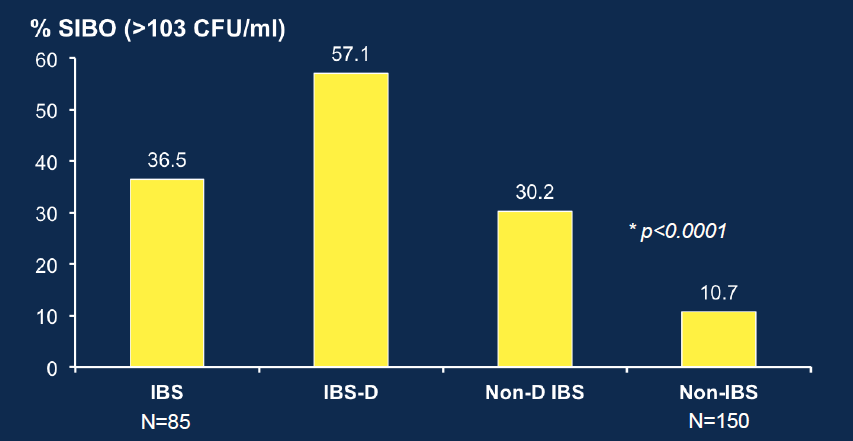 % SIBO (>103 CFU/ml)
60
50
40
30
20
10
0
36.5
57.1
30.2
10.7
* p<0.0001
IBS
IBS-D
Non-D IBS
Non-IBS
N=85
N=150